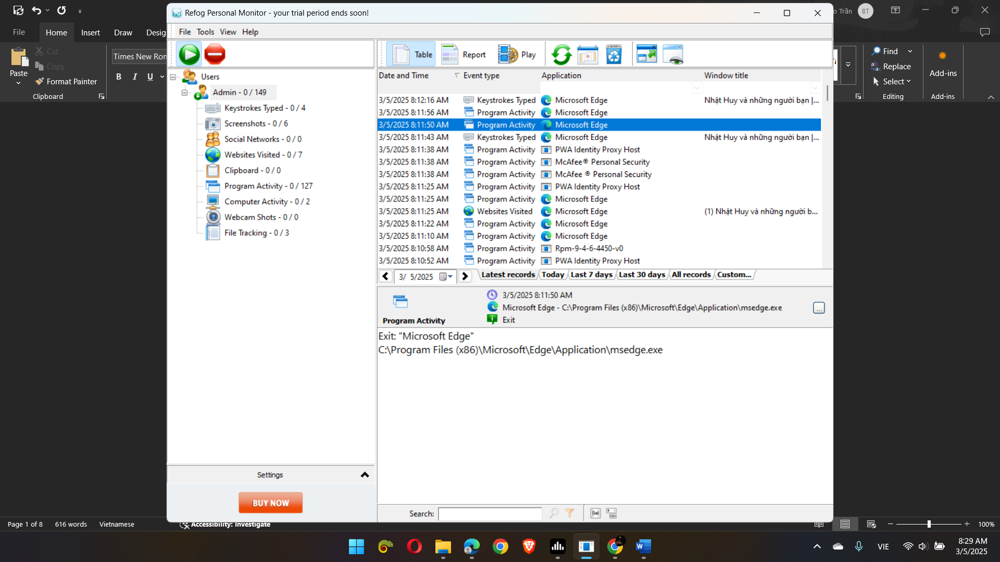 Refog Personal Monitor - your trial period ends soon!
o Trần
BT
File
Home
Insert
Draw
Desig
File
Tools
View
Help
Cut
Copy
Paste
Format Painter
Clipboard
Times New Ron
B
I
U
Table
Report
Play
Find
Replace
Select
Editing
Add-ins
Add-ins
Users
Admin - 0 / 149
Keystrokes Typed - 0 / 4
Screenshots - 0 / 6
Social Networks - 0 / 0
Websites Visited - 0 / 7
Clipboard - 0 / 0
Program Activity - 0 / 127
Computer Activity - 0 / 2
Webcam Shots - 0 / 0
File Tracking - 0 / 3
Date and Time Event type Application Window title
3/5/2025 8:12:16 AM Keystrokes Typed Microsoft Edge Nhật Huy và những người bạn |...
3/5/2025 8:11:56 AM Program Activity Microsoft Edge
3/5/2025 8:11:50 AM Program Activity Microsoft Edge
3/5/2025 8:11:43 AM Keystrokes Typed Microsoft Edge Nhật Huy và những người bạn |...
3/5/2025 8:11:38 AM Program Activity PWA Identity Proxy Host
3/5/2025 8:11:38 AM Program Activity McAfee® Personal Security
3/5/2025 8:11:38 AM Program Activity McAfee ® Personal Security
3/5/2025 8:11:25 AM Program Activity PWA Identity Proxy Host
3/5/2025 8:11:25 AM Program Activity Microsoft Edge
3/5/2025 8:11:25 AM Websites Visited Microsoft Edge (1) Nhật Huy và những người b...
3/5/2025 8:11:22 AM Program Activity Microsoft Edge
3/5/2025 8:11:10 AM Program Activity Microsoft Edge
3/5/2025 8:10:58 AM Program Activity Rpm-9-4-6-4450-v0
3/5/2025 8:10:52 AM Program Activity PWA Identity Proxy Host
3/ 5/2025
Latest records
Today
Last 7 days
Last 30 days
All records
Custom...
Program Activity
3/5/2025 8:11:50 AM
Microsoft Edge - C:\Program Files (x86)\Microsoft\Edge\Application\msedge.exe
...
Exit
Exit: "Microsoft Edge"
C:\Program Files (x86)\Microsoft\Edge\Application\msedge.exe
Settings
BUY NOW
Search:
Del
Page 1 of 8
616 words
Vietnamese
Accessibility: Investigate
100%
VIE
8:29 AM
3/5/2025